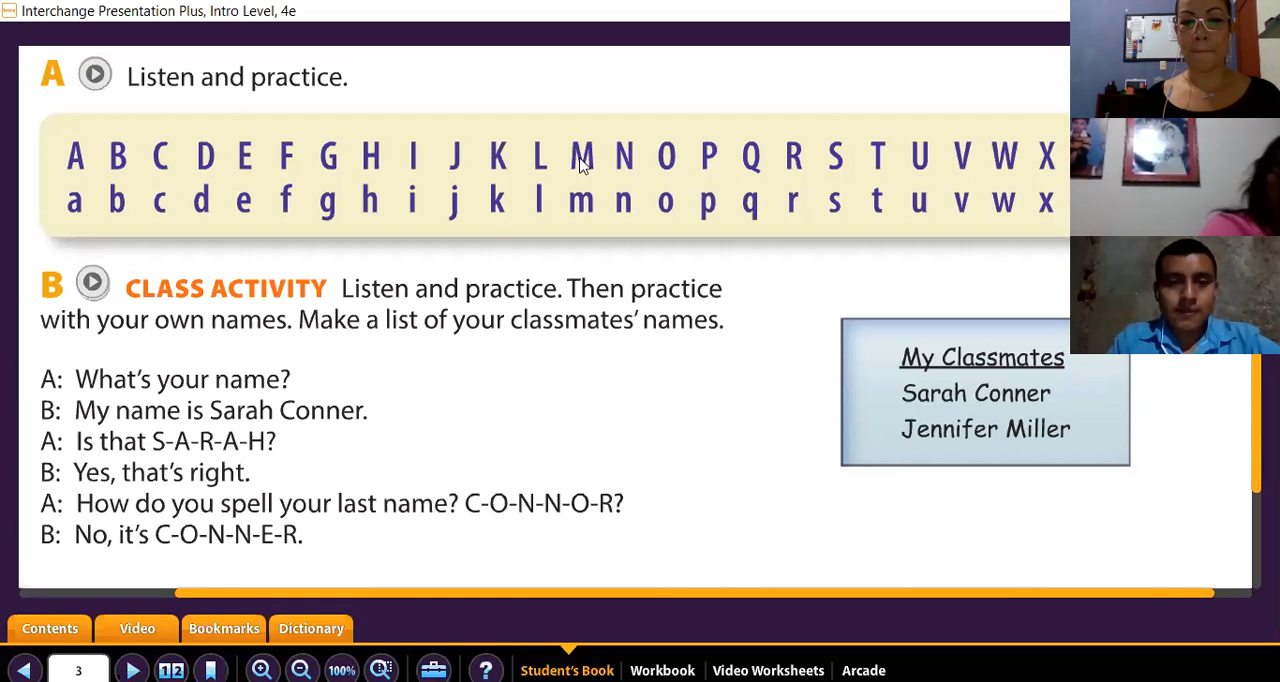 Interchange Presentation Plus, Intro Level, 4e
A Listen and practice.
A B C D E F G H I J K L M N O P Q R S T U V W X
a b c d e f g h i j k l m n o p q r s t u v w x
B CLASS ACTIVITY Listen and practice. Then practice
with your own names. Make a list of your classmates' names.
A: What's your name?
B: My name is Sarah Conner.
A: Is that S-A-R-A-H?
B: Yes, that's right.
A: How do you spell your last name? C-O-N-N-O-R?
B: No, it's C-O-N-N-E-R.
My Classmates
Sarah Conner
Jennifer Miller
Contents Video Bookmarks Dictionary
3 1 2 100% ? Student's Book Workbook Video Worksheets Arcade